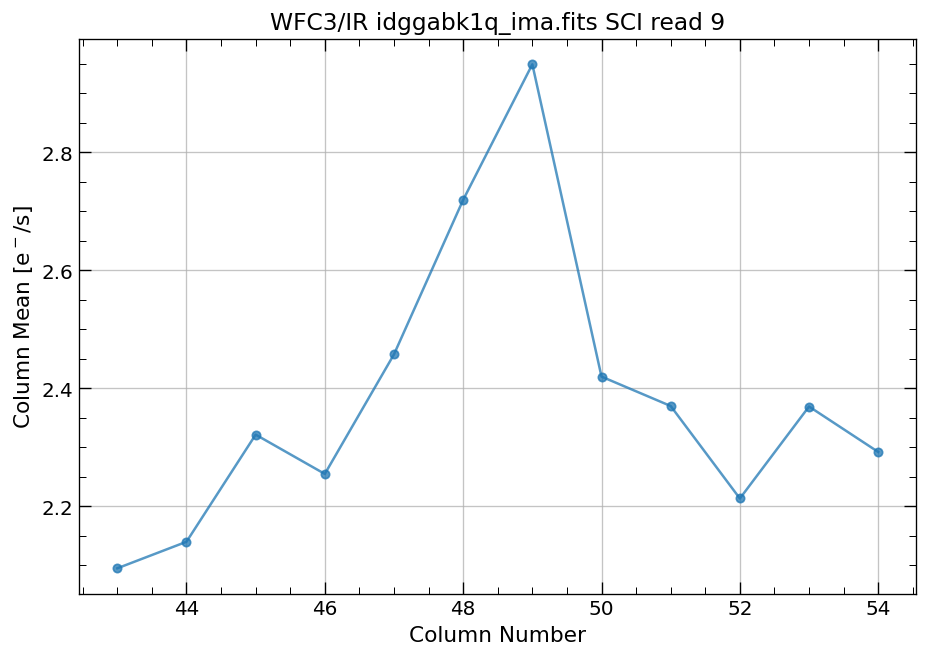 WFC3/IR idggabk1q_ima.fits SCI read 9
Column Mean [e⁻/s]
2.8
2.6
2.4
2.2
44 46 48 50 52 54
Column Number